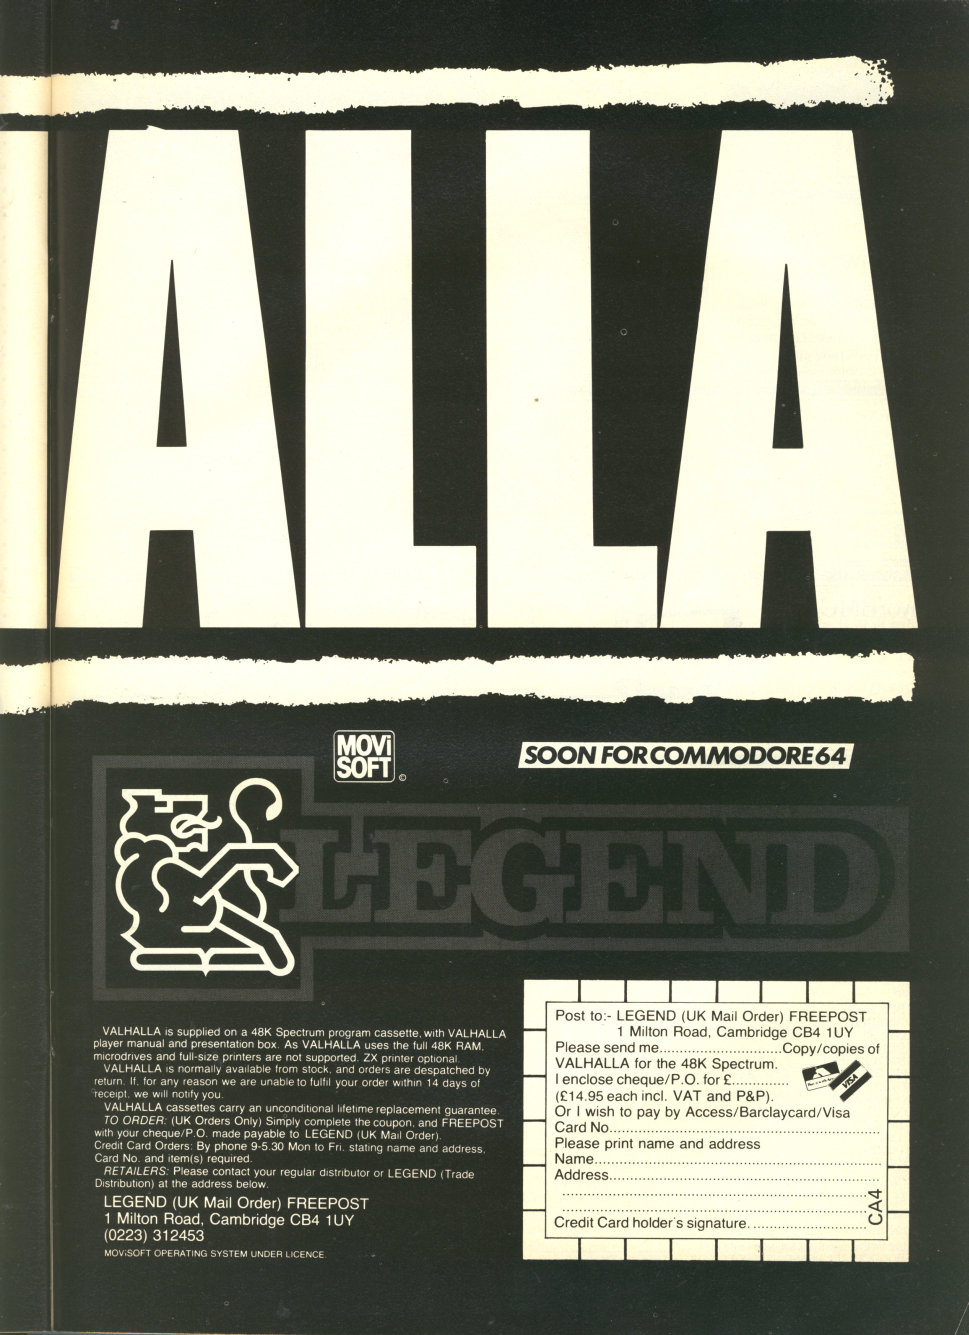 ALLA
MOVi
SOFT
©
SOON FOR COMMODORE 64
LEGEND
VALHALLA is supplied on a 48K Spectrum program cassette, with VALHALLA
player manual and presentation box. As VALHALLA uses the full 48K RAM,
microdrives and full-size printers are not supported. ZX printer optional.
VALHALLA is normally available from stock, and orders are despatched by
return. If, for any reason we are unable to fulfil your order within 14 days of
receipt, we will notify you.
VALHALLA cassettes carry an unconditional lifetime replacement guarantee.
TO ORDER: (UK Orders Only) Simply complete the coupon, and FREEPOST
with your cheque/P.O. made payable to LEGEND (UK Mail Order).
Credit Card Orders: By phone 9-5.30 Mon to Fri. stating name and address,
Card No. and item(s) required.
RETAILERS: Please contact your regular distributor or LEGEND (Trade
Distribution) at the address below.
LEGEND (UK Mail Order) FREEPOST
1 Milton Road, Cambridge CB4 1UY
(0223) 312453
MOViSOFT OPERATING SYSTEM UNDER LICENCE.
Post to:- LEGEND (UK Mail Order) FREEPOST
1 Milton Road, Cambridge CB4 1UY
Please send me..............................Copy/copies of
VALHALLA for the 48K Spectrum.
I enclose cheque/P.O. for £..............
(£14.95 each incl. VAT and P&P).
Or I wish to pay by Access/Barclaycard/Visa
Card No.
Please print name and address
Name
Address
Credit Card holder's signature.
CA4
VISA